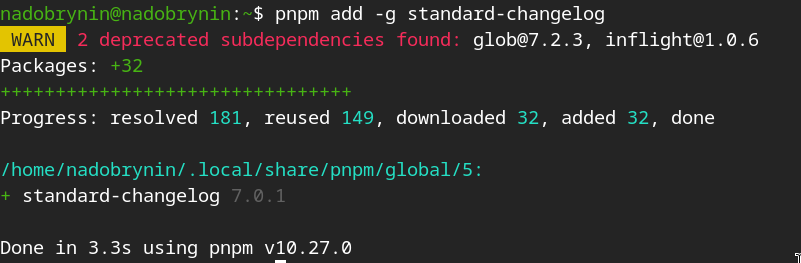 nadobrynin@nadobrynin:~$ pnpm add -g standard-changelog
WARN 2 deprecated subdependencies found: glob@7.2.3, inflight@1.0.6
Packages: +32
++++++++++++++++++++++++++++++++
Progress: resolved 181, reused 149, downloaded 32, added 32, done
/home/nadobrynin/.local/share/pnpm/global/5:
+ standard-changelog 7.0.1
Done in 3.3s using pnpm v10.27.0